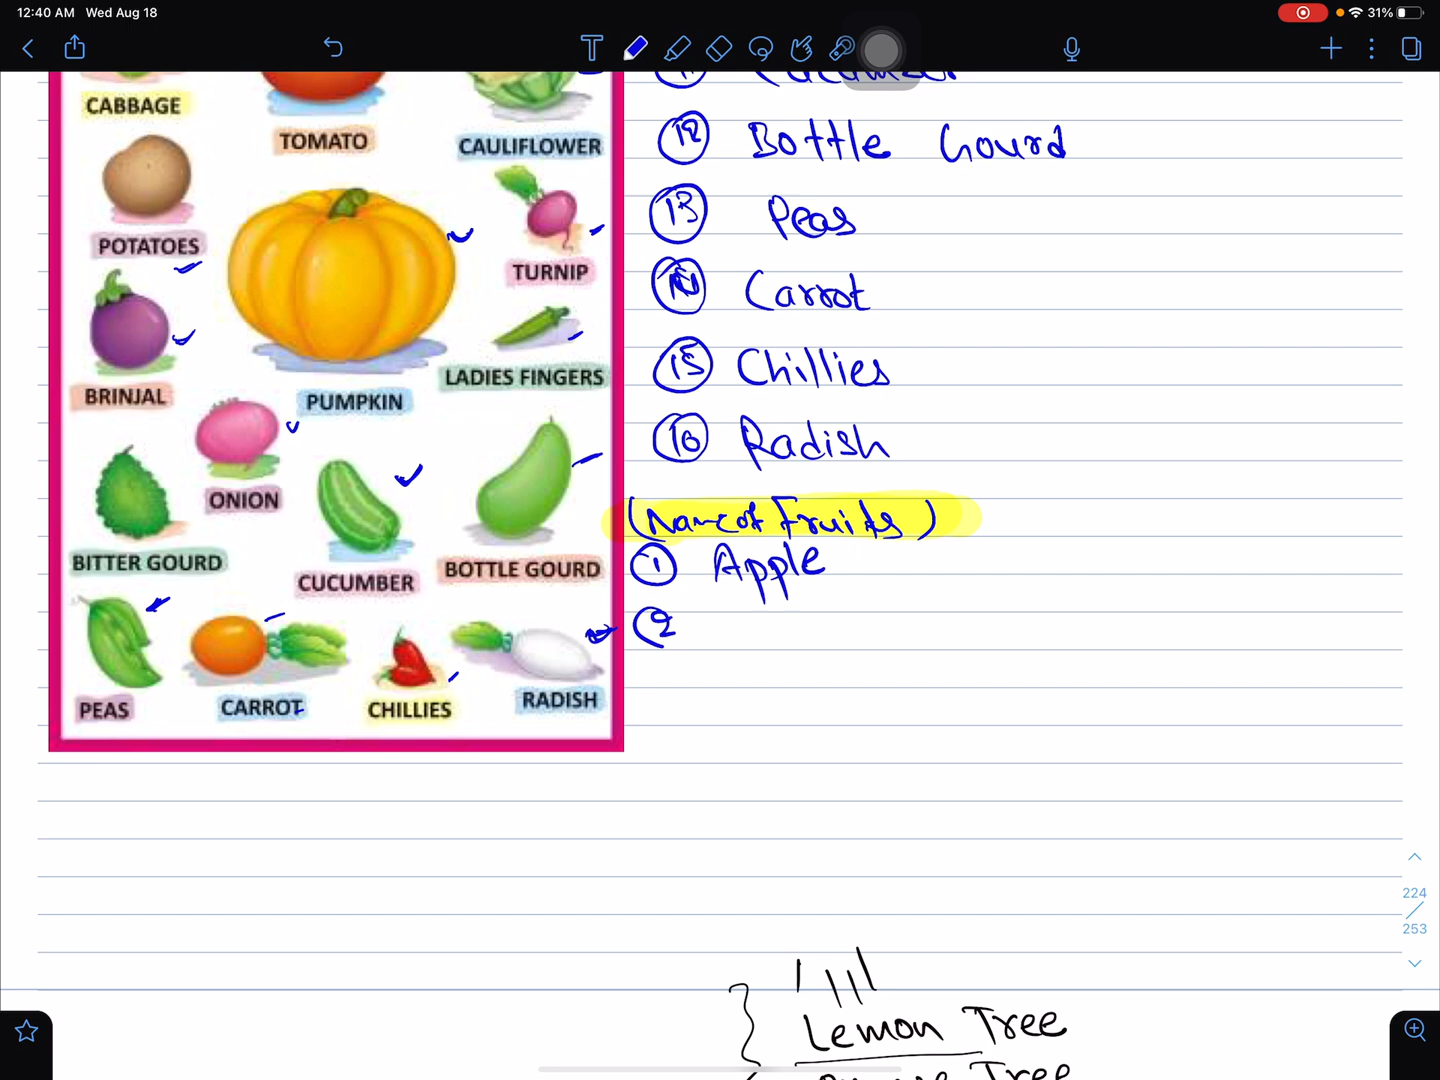 12:40 AM Wed Aug 18
31%
T
CABBAGE
TOMATO
CAULIFLOWER
POTATOES
TURNIP
BRINJAL
PUMPKIN
LADIES FINGERS
ONION
BITTER GOURD
CUCUMBER
BOTTLE GOURD
PEAS
CARROT
CHILLIES
RADISH
12 Bottle Gourd
13 Peas
14 Carrot
15 Chillies
16 Radish
(Name of Fruits)
1 Apple
2
224
253
Lemon Tree
Tree